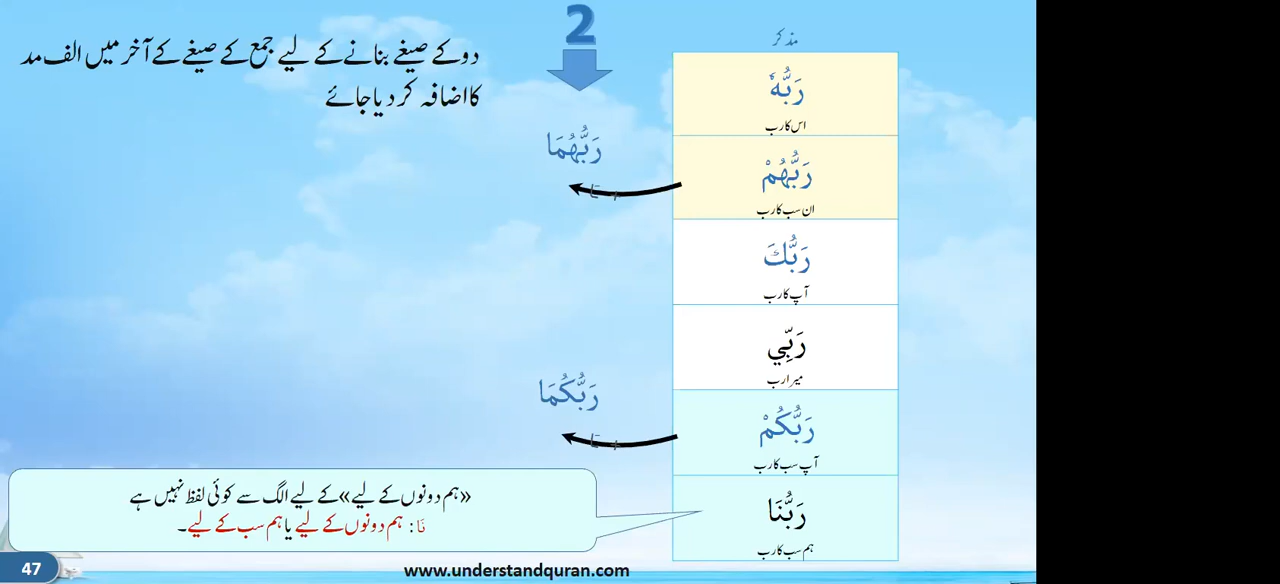 2
مذکر
دو کے صیغے بنانے کے لیے جمع کے صیغے کے آخر میں الف مد
کا اضافہ کر دیا جائے
رَبُّهٗ
اس کا رب
رَبُّهُمَا
رَبُّهُمْ
ان سب کا رب
رَبُّكَ
آپ کا رب
رَبِّي
میرا رب
رَبُّكُمَا
رَبُّكُمْ
آپ سب کا رب
رَبُّنَا
ہم سب کا رب
«ہم دونوں کے لیے» کے لیے الگ سے کوئی لفظ نہیں ہے
نَا: ہم دونوں کے لیے یا ہم سب کے لیے۔
47
www.understandquran.com